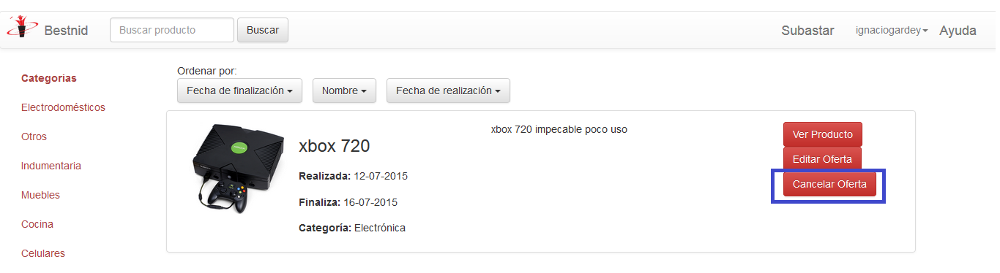 Bestnid
Buscar producto
Buscar
Subastar
ignaciogardey
Ayuda
Categorias
Electrodomésticos
Otros
Indumentaria
Muebles
Cocina
Celulares
Ordenar por:
Fecha de finalización
Nombre
Fecha de realización
xbox 720
Realizada: 12-07-2015
Finaliza: 16-07-2015
Categoría: Electrónica
xbox 720 impecable poco uso
Ver Producto
Editar Oferta
Cancelar Oferta